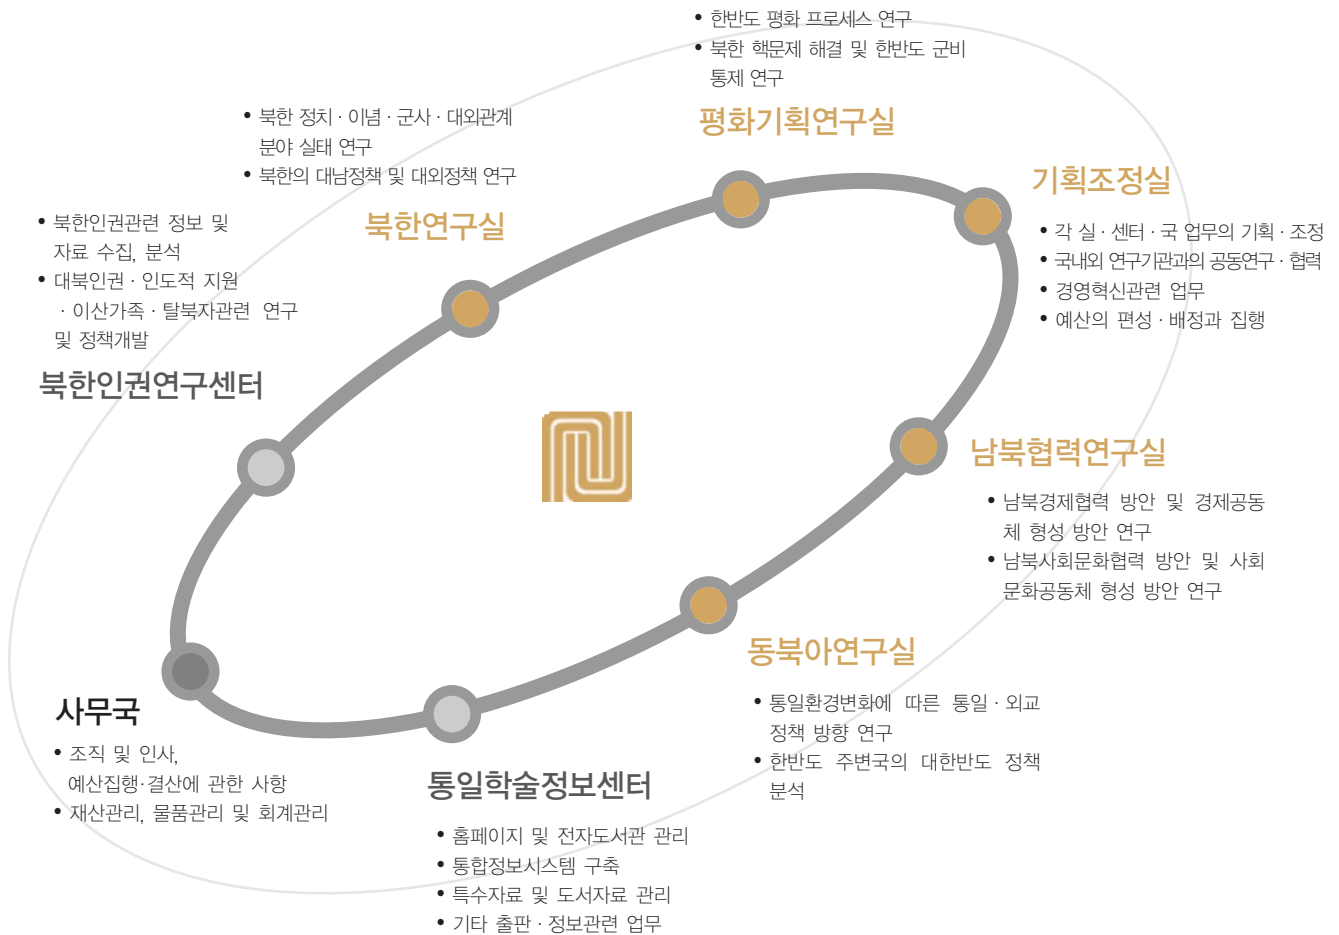 • 한반도 평화 프로세스 연구
• 북한 핵문제 해결 및 한반도 군비
통제 연구
평화기획연구실
• 북한 정치 · 이념 · 군사 · 대외관계
분야 실태 연구
• 북한의 대남정책 및 대외정책 연구
북한연구실
기획조정실
• 각 실 · 센터 · 국 업무의 기획 · 조정
• 국내외 연구기관과의 공동연구 · 협력
• 경영혁신관련 업무
• 예산의 편성 · 배정과 집행
• 북한인권관련 정보 및
자료 수집, 분석
• 대북인권 · 인도적 지원
· 이산가족 · 탈북자관련 연구
및 정책개발
북한인권연구센터
남북협력연구실
• 남북경제협력 방안 및 경제공동
체 형성 방안 연구
• 남북사회문화협력 방안 및 사회
문화공동체 형성 방안 연구
동북아연구실
• 통일환경변화에 따른 통일 · 외교
정책 방향 연구
• 한반도 주변국의 대한반도 정책
분석
사무국
• 조직 및 인사,
예산집행·결산에 관한 사항
• 재산관리, 물품관리 및 회계관리
통일학술정보센터
• 홈페이지 및 전자도서관 관리
• 통합정보시스템 구축
• 특수자료 및 도서자료 관리
• 기타 출판 · 정보관련 업무